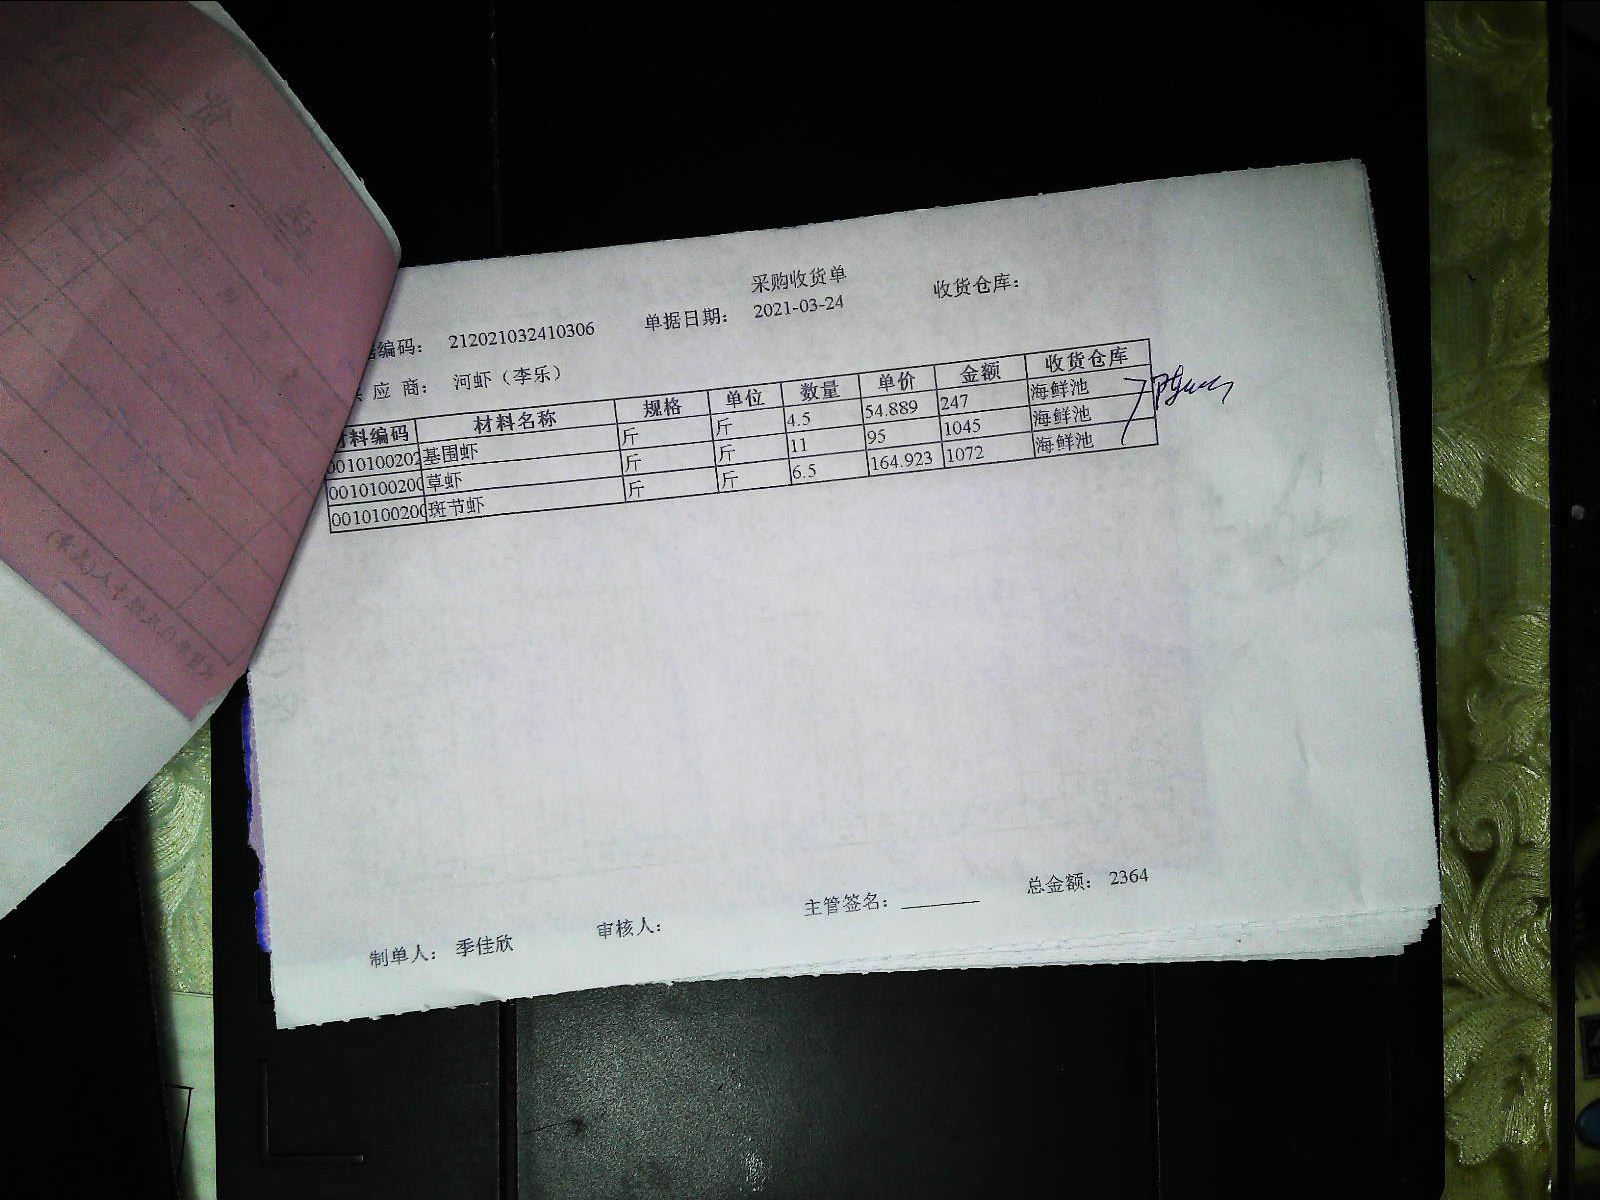 采购收货单
编码： 212021032410306 单据日期： 2021-03-24 收货仓库：
应 商： 河虾（李乐）
材料编码 材料名称 规格 单位 数量 单价 金额 收货仓库
0010100202 基围虾 斤 斤 4.5 54.889 247 海鲜池
001010020 草虾 斤 斤 11 95 1045 海鲜池
001010020 斑节虾 斤 斤 6.5 164.923 1072 海鲜池
制单人： 季佳欣 审核人： 主管签名： 总金额： 2364